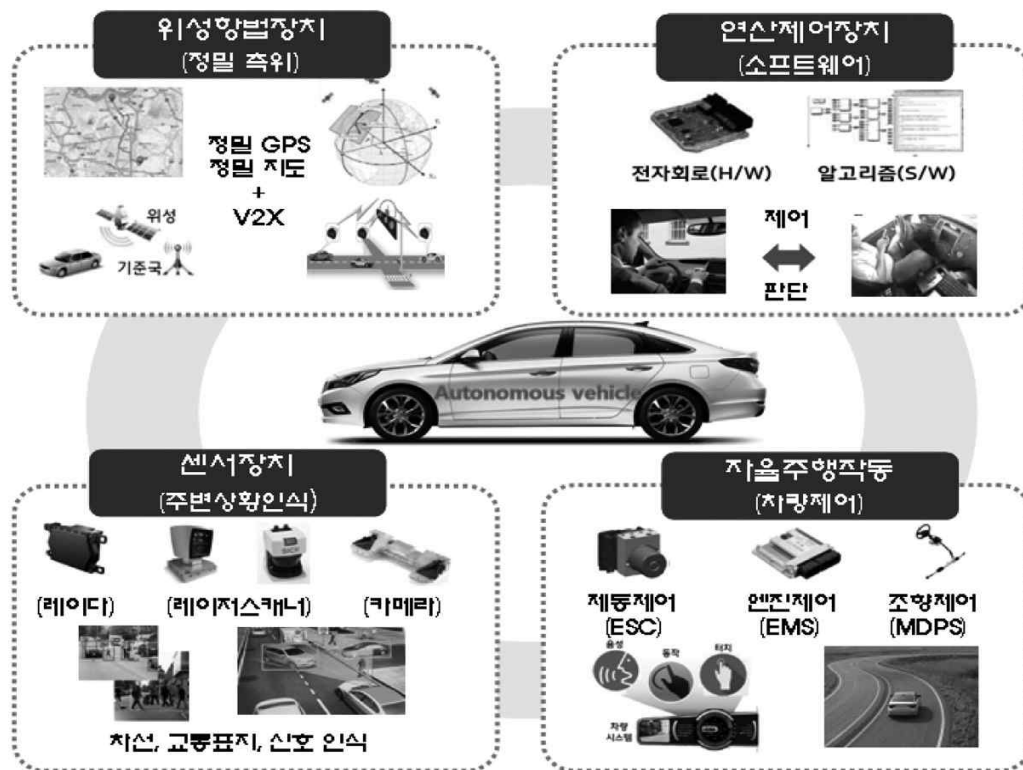 위성항법장치
(정밀 측위)
정밀 GPS
정밀 지도
+
V2X
위성
기준국
연산제어장치
(소프트웨어)
전자회로(H/W)
알고리즘(S/W)
제어
판단
Autonomous vehicle
센서장치
(주변상황인식)
(레이다)
(레이저스캐너)
(카메라)
차선, 교통표지, 신호 인식
자율주행작동
(차량제어)
제동제어
(ESC)
엔진제어
(EMS)
조향제어
(MDPS)
음성
동작
터치
차량
시스템
SICK